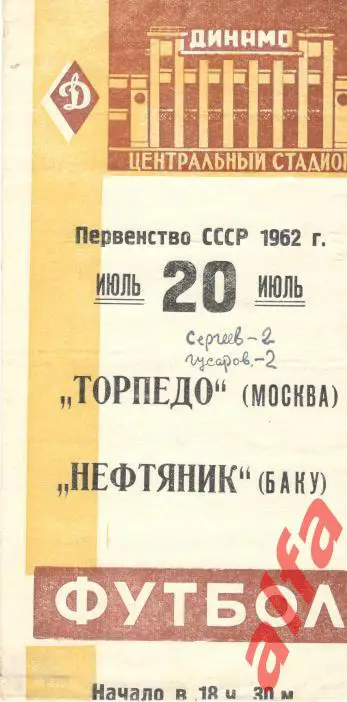 Д
ДИНАМО
ЦЕНТРАЛЬНЫЙ СТАДИОН
Первенство СССР 1962 г.
ИЮЛЬ 20 ИЮЛЬ
Сергеев-2
Гусаров.-2
„ТОРПЕДО“ (МОСКВА)
„НЕФТЯНИК“ (БАКУ)
ФУТБОЛ
Начало в 18 ч. 30 м.
alfa